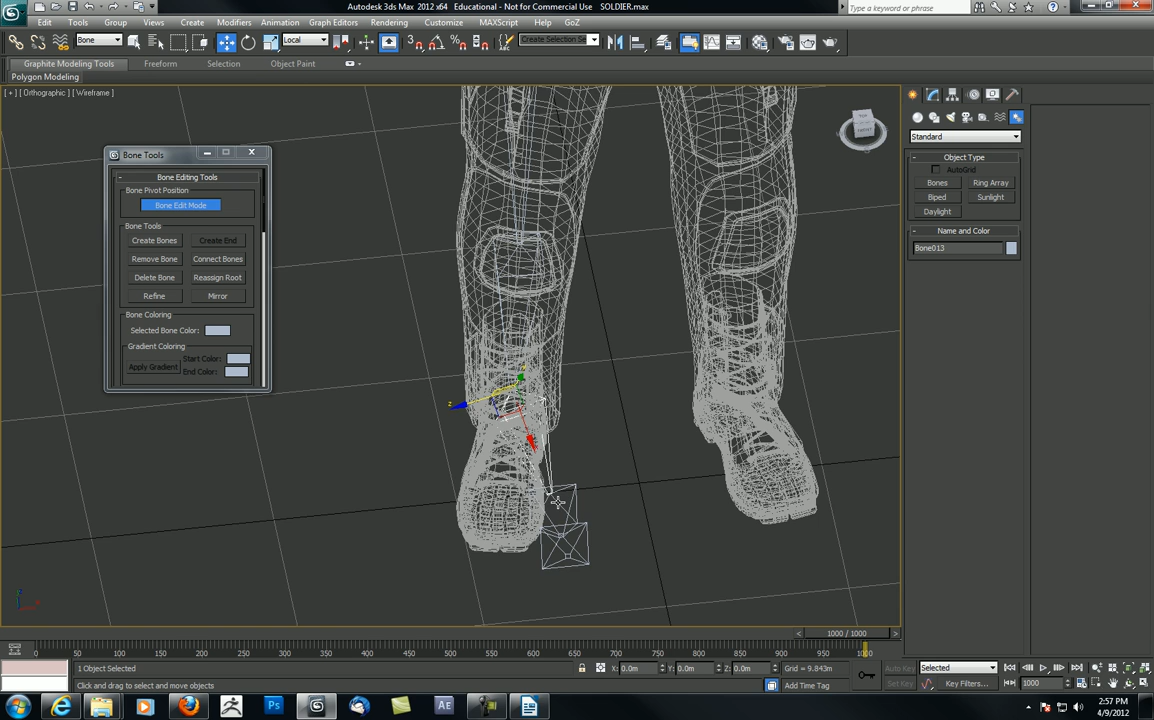 Autodesk 3ds Max 2012 x64 Educational - Not for Commercial Use SOLDIER.max
Type a keyword or phrase
Edit Tools Group Views Create Modifiers Animation Graph Editors Rendering Customize MAXScript Help GoZ
Bone Local Create Selection Se
Graphite Modeling Tools Freeform Selection Object Paint
Polygon Modeling
[ + ] [ Orthographic ] [ Wireframe ]
TOP
FRONT
Standard
Bone Tools
- Object Type
AutoGrid
- Bone Editing Tools
Bones Ring Array
Bone Pivot Position
Biped Sunlight
Bone Edit Mode
Daylight
Bone Tools
- Name and Color
Create Bones Create End
Bone013
Remove Bone Connect Bones
Delete Bone Reassign Root
Refine Mirror
Bone Coloring
Selected Bone Color:
Gradient Coloring
Start Color:
Apply Gradient
End Color:
z
< 1000 / 1000 >
0 50 100 150 200 250 300 350 400 450 500 550 600 650 700 750 800 850 900 950 1000
1 Object Selected X: 0.0m Y: 0.0m Z: 0.0m Grid = 9.843m Auto Key Selected
Click and drag to select and move objects Add Time Tag Set Key Key Filters... 1000
2:57 PM
4/9/2012